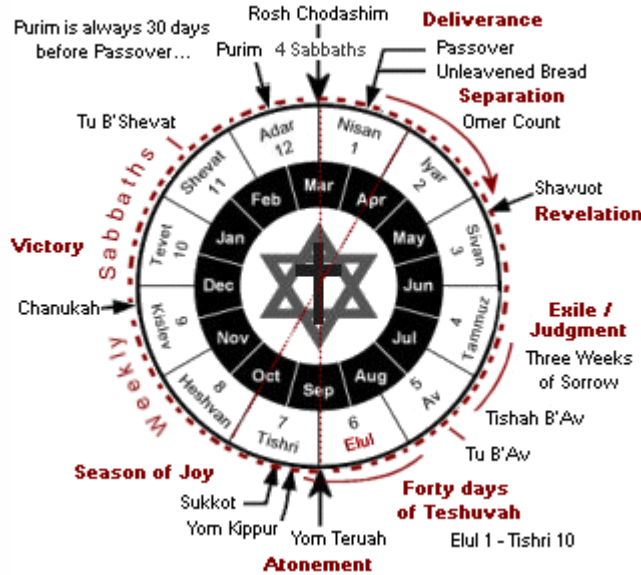 Purim is always 30 days
before Passover...
Rosh Chodashim
4 Sabbaths
Purim
Deliverance
Passover
Unleavened Bread
Separation
Omer Count
Shavuot
Revelation
Exile /
Judgment
Three Weeks
of Sorrow
Tishah B'Av
Tu B'Av
Forty days
of Teshuvah
Elul 1 - Tishri 10
Yom Teruah
Atonement
Yom Kippur
Sukkot
Season of Joy
Weekly Sabbaths
Chanukah
Victory
Tu B'Shevat
Nisan
1
Iyar
2
Sivan
3
Tammuz
4
Av
5
Elul
6
Tishri
7
Heshvan
8
Kislev
9
Tevet
10
Shevat
11
Adar
12
Mar
Apr
May
Jun
Jul
Aug
Sep
Oct
Nov
Dec
Jan
Feb